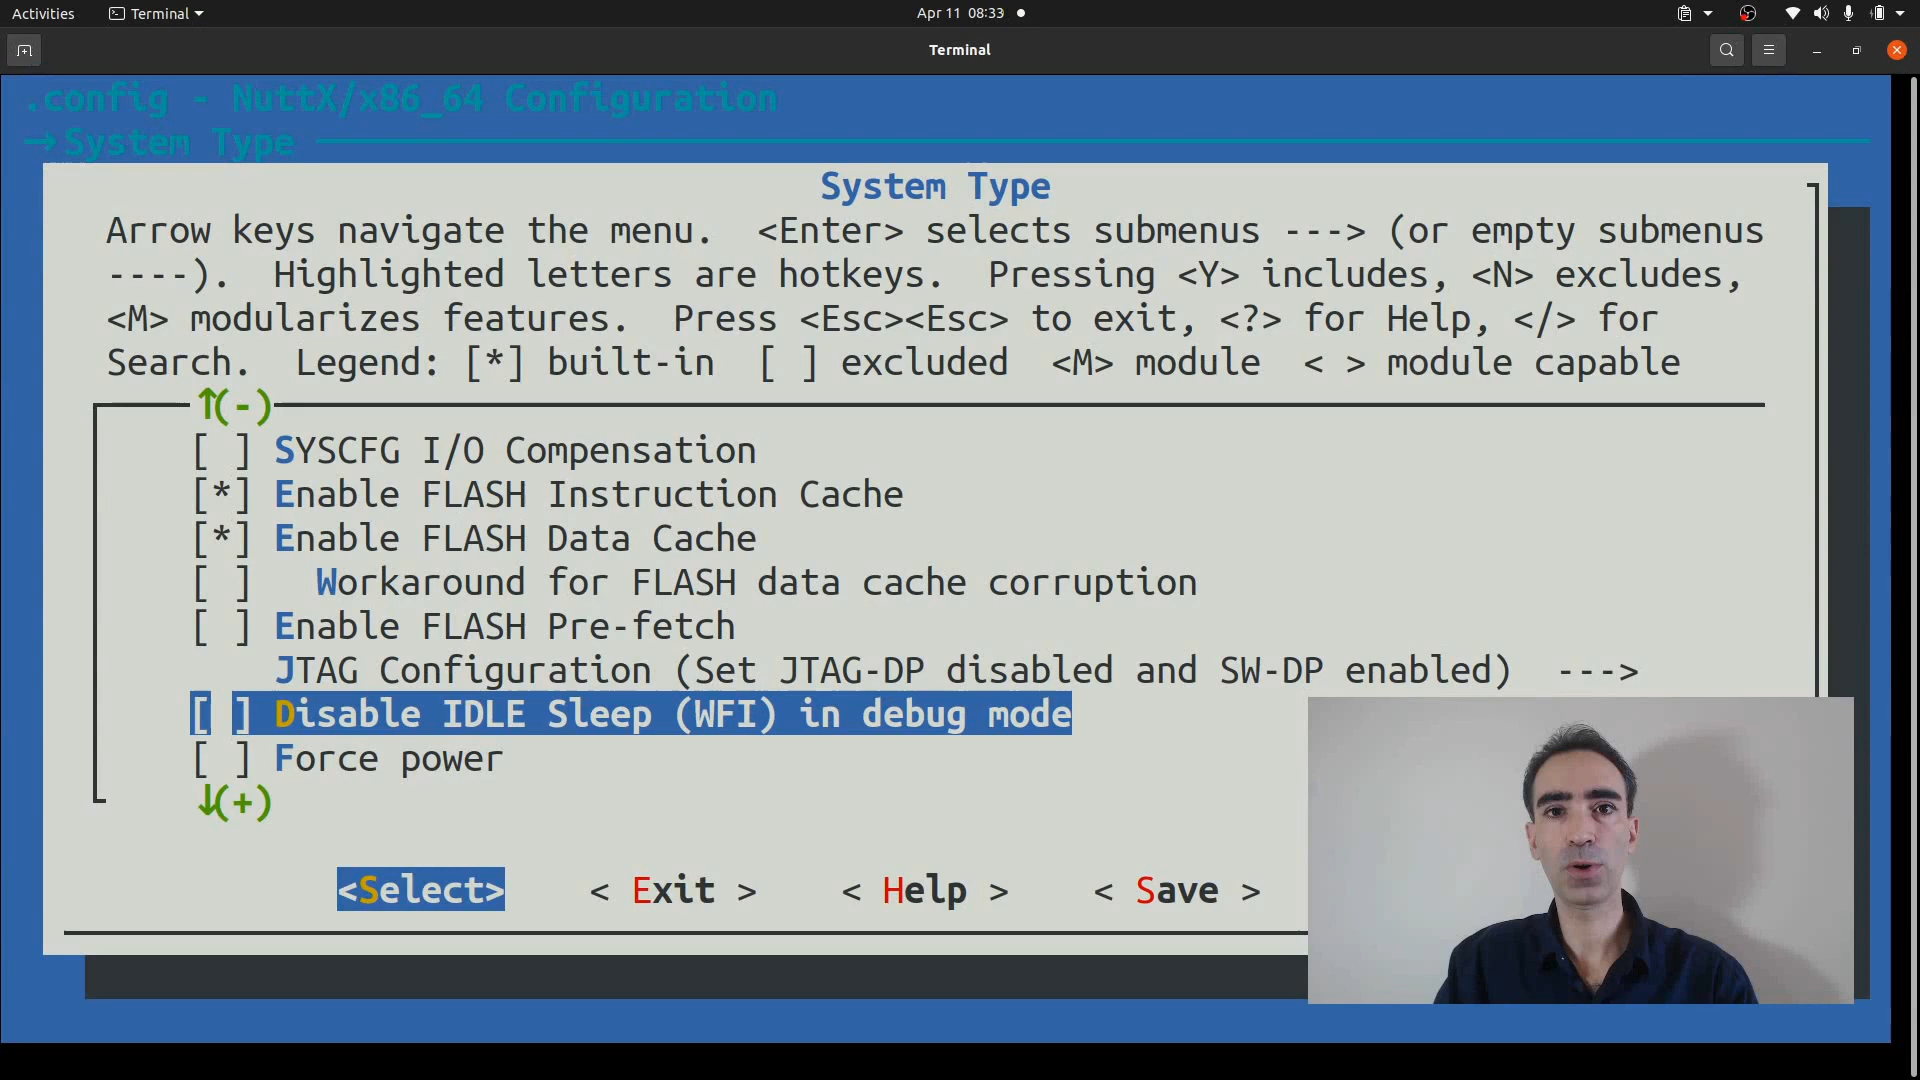 Activities Terminal Apr 11 08:33
Terminal
.config - NuttX/x86_64 Configuration
→ System Type
System Type
Arrow keys navigate the menu. <Enter> selects submenus ---> (or empty submenus
----). Highlighted letters are hotkeys. Pressing <Y> includes, <N> excludes,
<M> modularizes features. Press <Esc><Esc> to exit, <?> for Help, </> for
Search. Legend: [*] built-in [ ] excluded <M> module < > module capable
↑(-)
[ ] SYSCFG I/O Compensation
[*] Enable FLASH Instruction Cache
[*] Enable FLASH Data Cache
[ ] Workaround for FLASH data cache corruption
[ ] Enable FLASH Pre-fetch
JTAG Configuration (Set JTAG-DP disabled and SW-DP enabled) --->
[ ] Disable IDLE Sleep (WFI) in debug mode
[ ] Force power
↓(+)
<Select> < Exit > < Help > < Save >